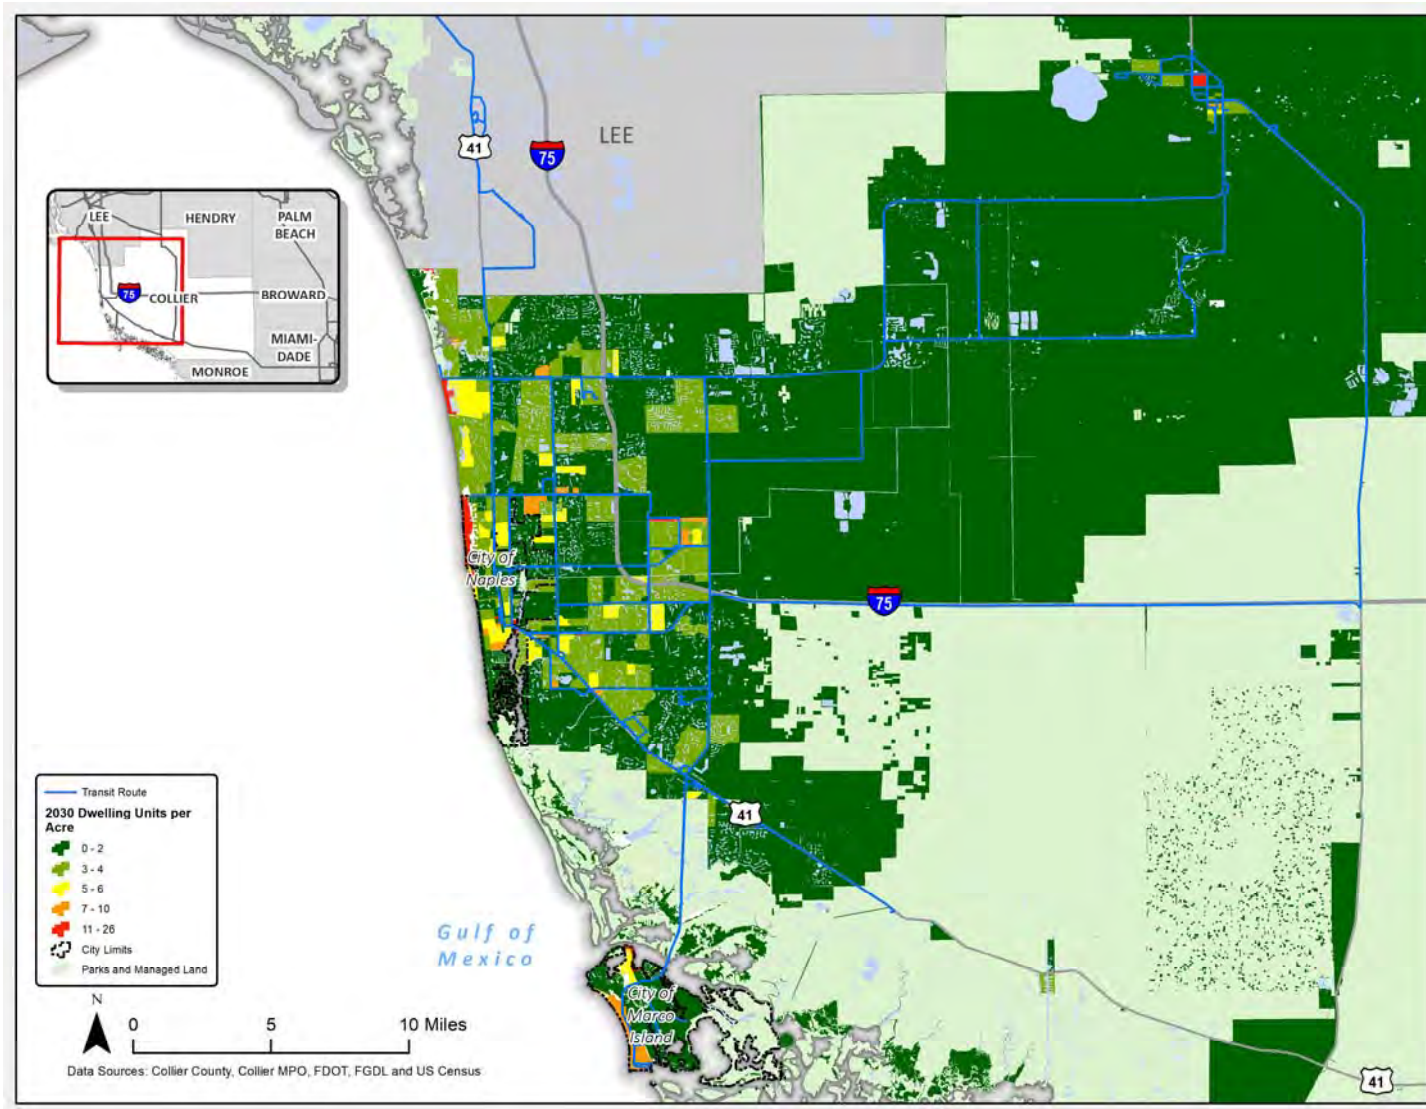 LEE
41
75
LEE
HENDRY
PALM
BEACH
75
COLLIER
BROWARD
MIAMI-
DADE
MONROE
City of
Naples
75
Transit Route
2030 Dwelling Units per
Acre
0 - 2
3 - 4
5 - 6
7 - 10
11 - 26
City Limits
Parks and Managed Land
41
Gulf of
Mexico
City of
Marco
Island
N
0 5 10 Miles
Data Sources: Collier County, Collier MPO, FDOT, FGDL and US Census
41